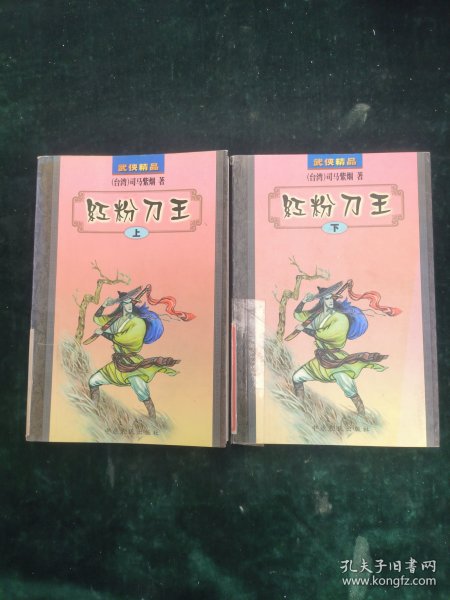 武侠精品
(台湾)司马紫烟 著
红粉刀王
上
武侠精品
(台湾)司马紫烟 著
红粉刀王
下
孔夫子旧书网
www.kongfz.com